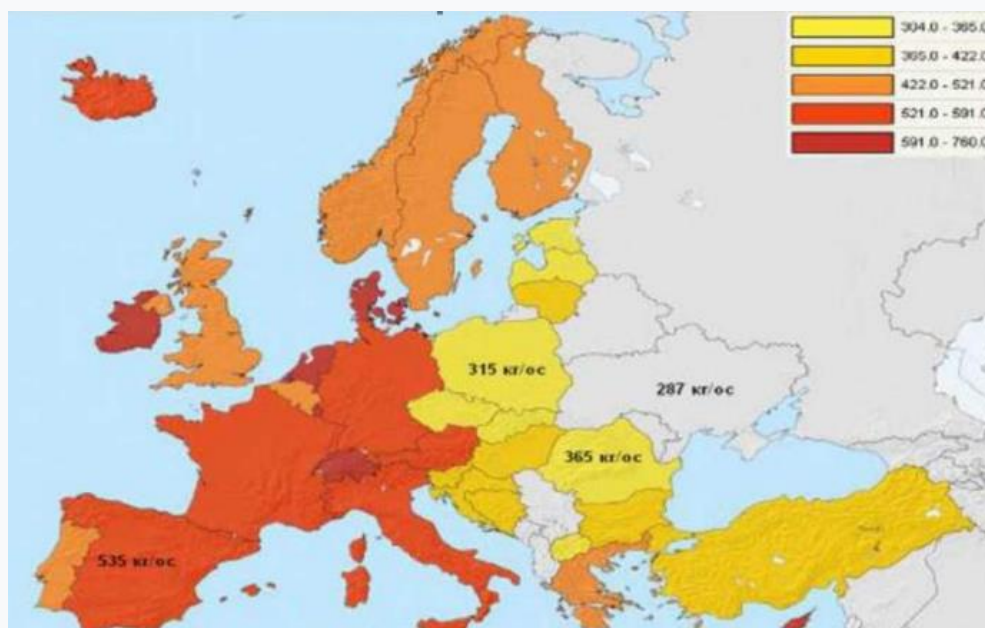 304.0 - 365.0
365.0 - 422.0
422.0 - 521.0
521.0 - 591.0
591.0 - 760.0
315 кг/ос
287 кг/ос
365 кг/ос
535 кг/ос